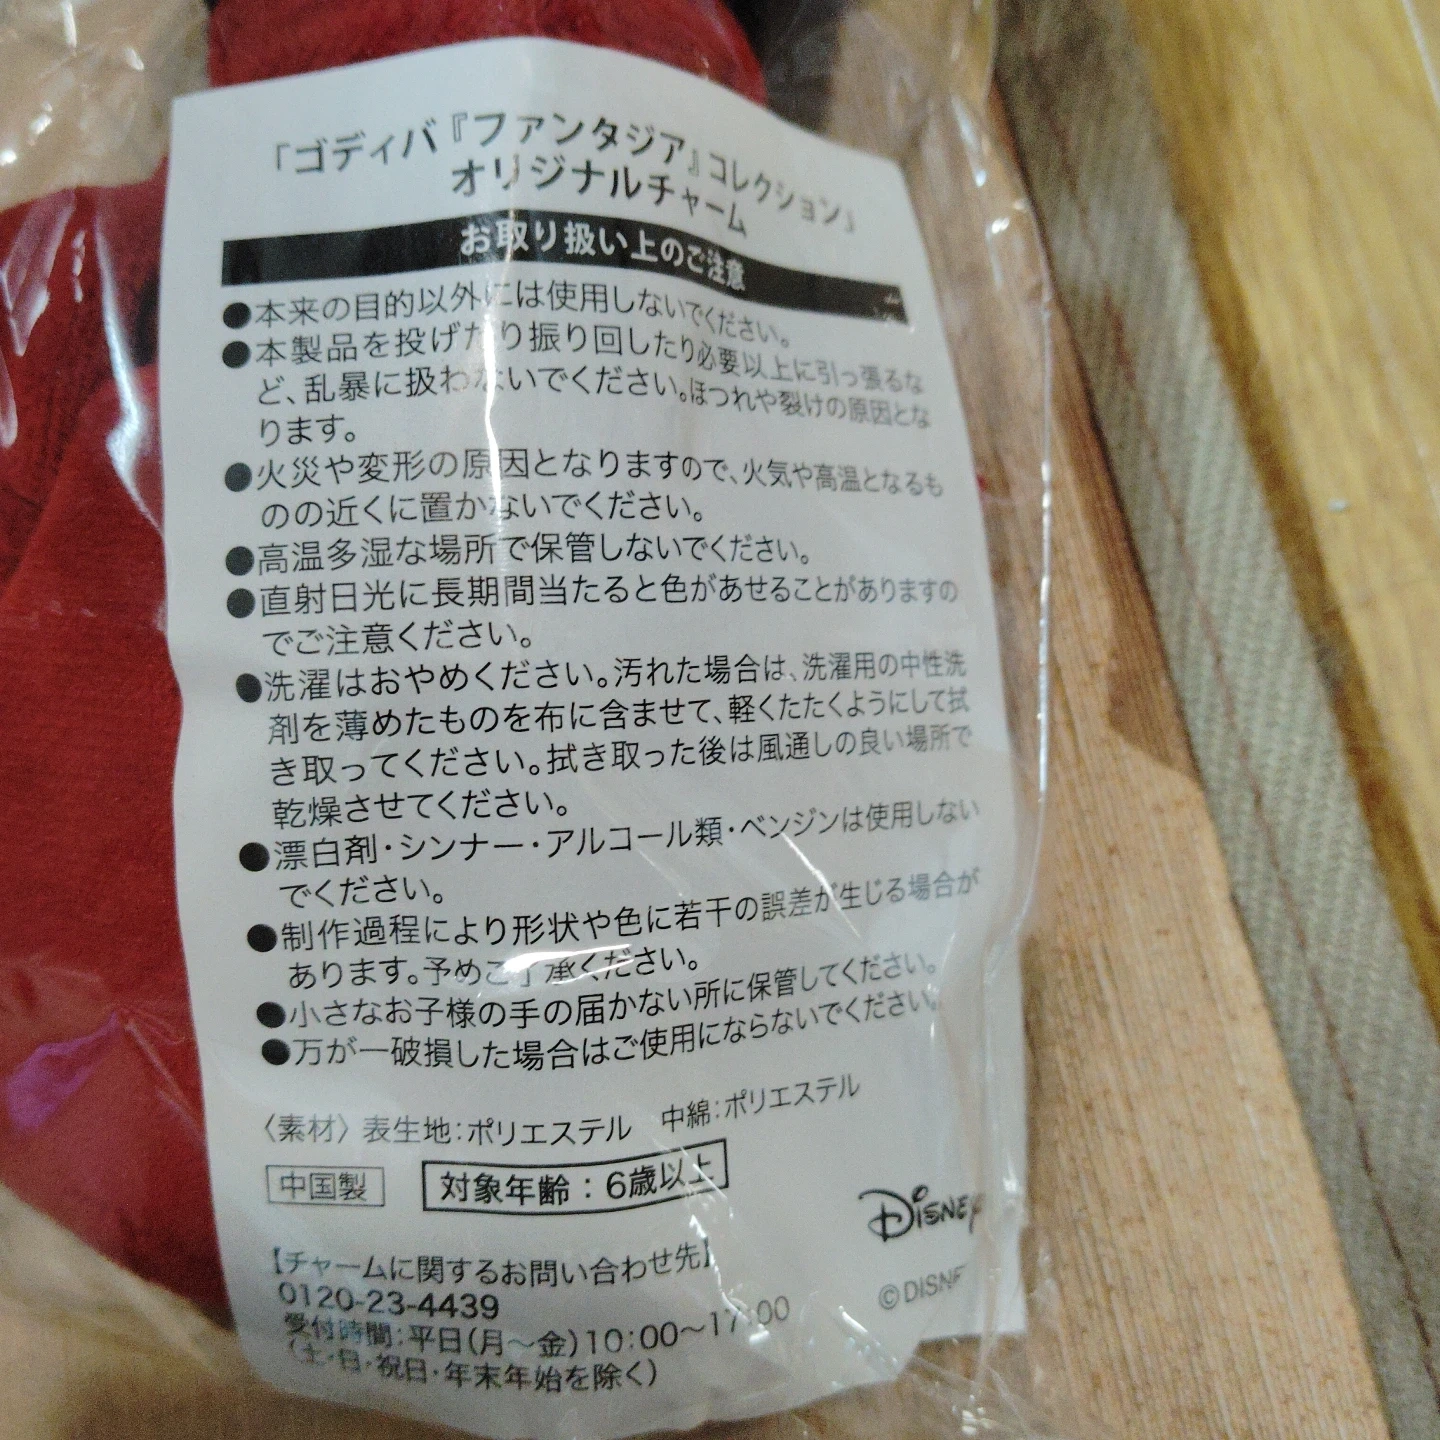 「ゴディバ『ファンタジア』コレクション」
オリジナルチャーム
お取り扱い上のご注意
●本来の目的以外には使用しないでください。
●本製品を投げたり振り回したり必要以上に引っ張るな
ど、乱暴に扱わないでください。ほつれや裂けの原因とな
ります。
●火災や変形の原因となりますので、火気や高温となるも
のの近くに置かないでください。
●高温多湿な場所で保管しないでください。
●直射日光に長期間当たると色があせることがありますの
でご注意ください。
●洗濯はおやめください。汚れた場合は、洗濯用の中性洗
剤を薄めたものを布に含ませて、軽くたたくようにして拭
き取ってください。拭き取った後は風通しの良い場所で
乾燥させてください。
●漂白剤・シンナー・アルコール類・ベンジンは使用しない
でください。
●制作過程により形状や色に若干の誤差が生じる場合が
あります。予めご了承ください。
●小さなお子様の手の届かない所に保管してください。
●万が一破損した場合はご使用にならないでください。
〈素材〉表生地:ポリエステル 中綿:ポリエステル
中国製 対象年齢:6歳以上
Disney
【チャームに関するお問い合わせ先】
©DISNEY
0120-23-4439
受付時間:平日(月〜金)10:00〜17:00
(土・日・祝日・年末年始を除く)